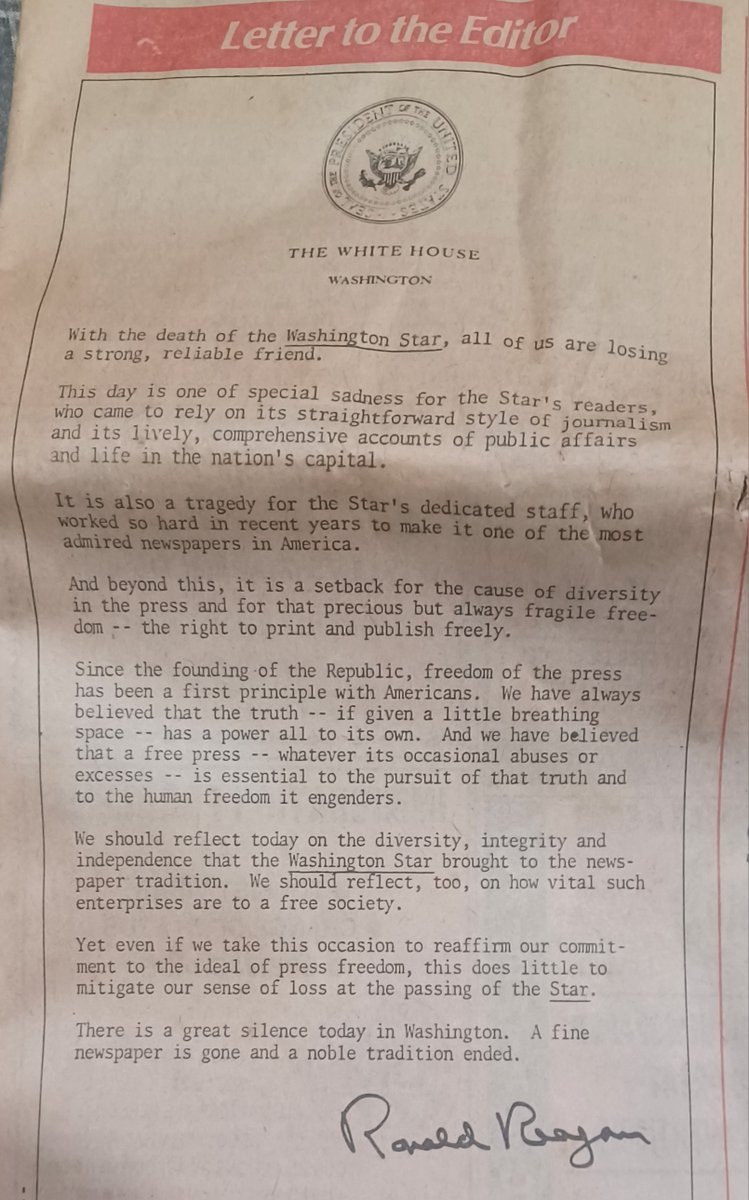 Letter to the Editor
SEAL OF THE PRESIDENT OF THE UNITED STATES
THE WHITE HOUSE
WASHINGTON
With the death of the Washington Star, all of us are losing
a strong, reliable friend.
This day is one of special sadness for the Star's readers,
who came to rely on its straightforward style of journalism
and its lively, comprehensive accounts of public affairs
and life in the nation's capital.
It is also a tragedy for the Star's dedicated staff, who
worked so hard in recent years to make it one of the most
admired newspapers in America.
And beyond this, it is a setback for the cause of diversity
in the press and for that precious but always fragile free-
dom -- the right to print and publish freely.
Since the founding of the Republic, freedom of the press
has been a first principle with Americans. We have always
believed that the truth -- if given a little breathing
space -- has a power all to its own. And we have believed
that a free press -- whatever its occasional abuses or
excesses -- is essential to the pursuit of that truth and
to the human freedom it engenders.
We should reflect today on the diversity, integrity and
independence that the Washington Star brought to the news-
paper tradition. We should reflect, too, on how vital such
enterprises are to a free society.
Yet even if we take this occasion to reaffirm our commit-
ment to the ideal of press freedom, this does little to
mitigate our sense of loss at the passing of the Star.
There is a great silence today in Washington. A fine
newspaper is gone and a noble tradition ended.
Ronald Reagan